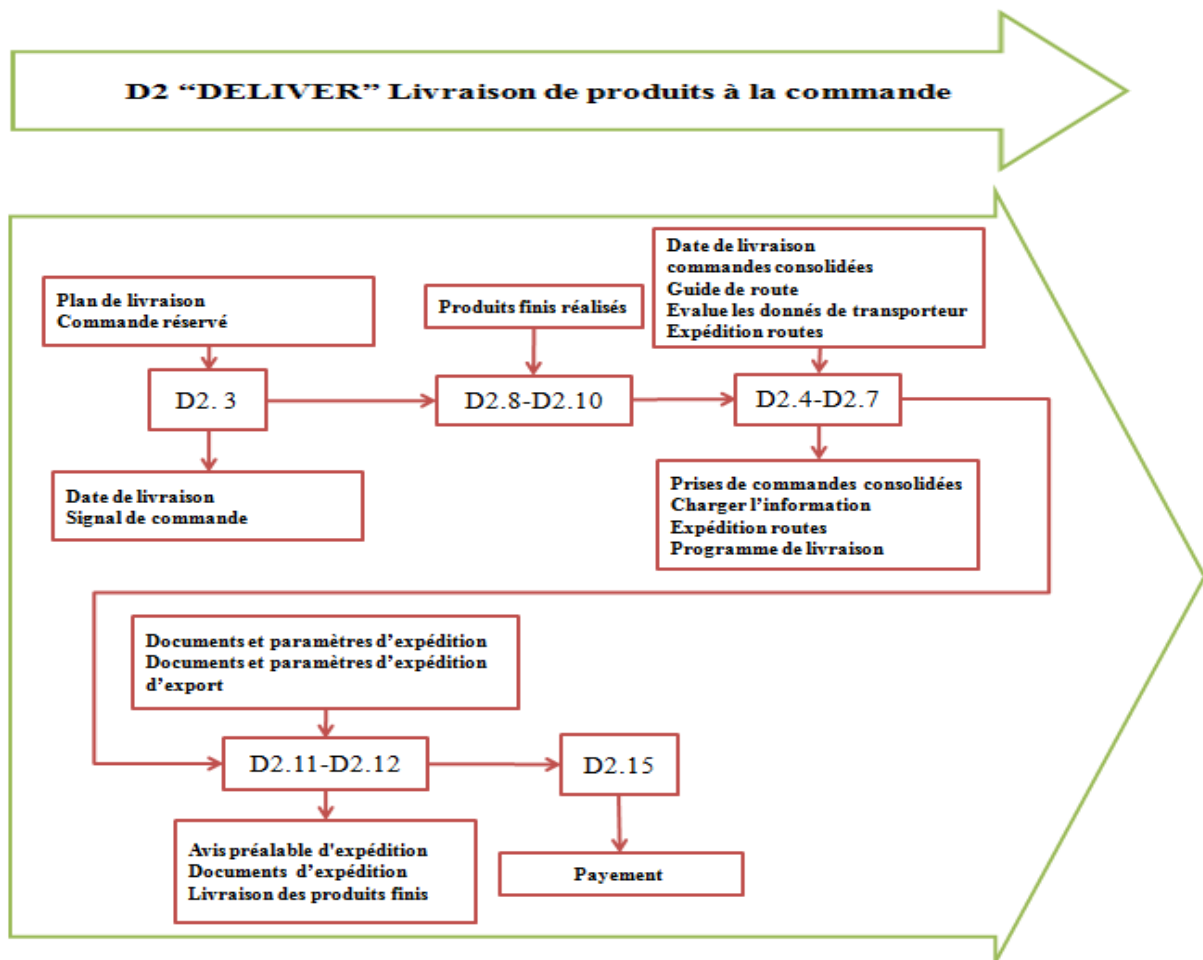 D2 “DELIVER” Livraison de produits à la commande
Plan de livraison
Commande réservé
Produits finis réalisés
Date de livraison
commandes consolidées
Guide de route
Evalue les donnés de transporteur
Expédition routes
D2. 3
D2.8-D2.10
D2.4-D2.7
Date de livraison
Signal de commande
Prises de commandes consolidées
Charger l’information
Expédition routes
Programme de livraison
Documents et paramètres d’expédition
Documents et paramètres d’expédition
d’export
D2.11-D2.12
D2.15
Avis préalable d'expédition
Documents d’expédition
Livraison des produits finis
Payement